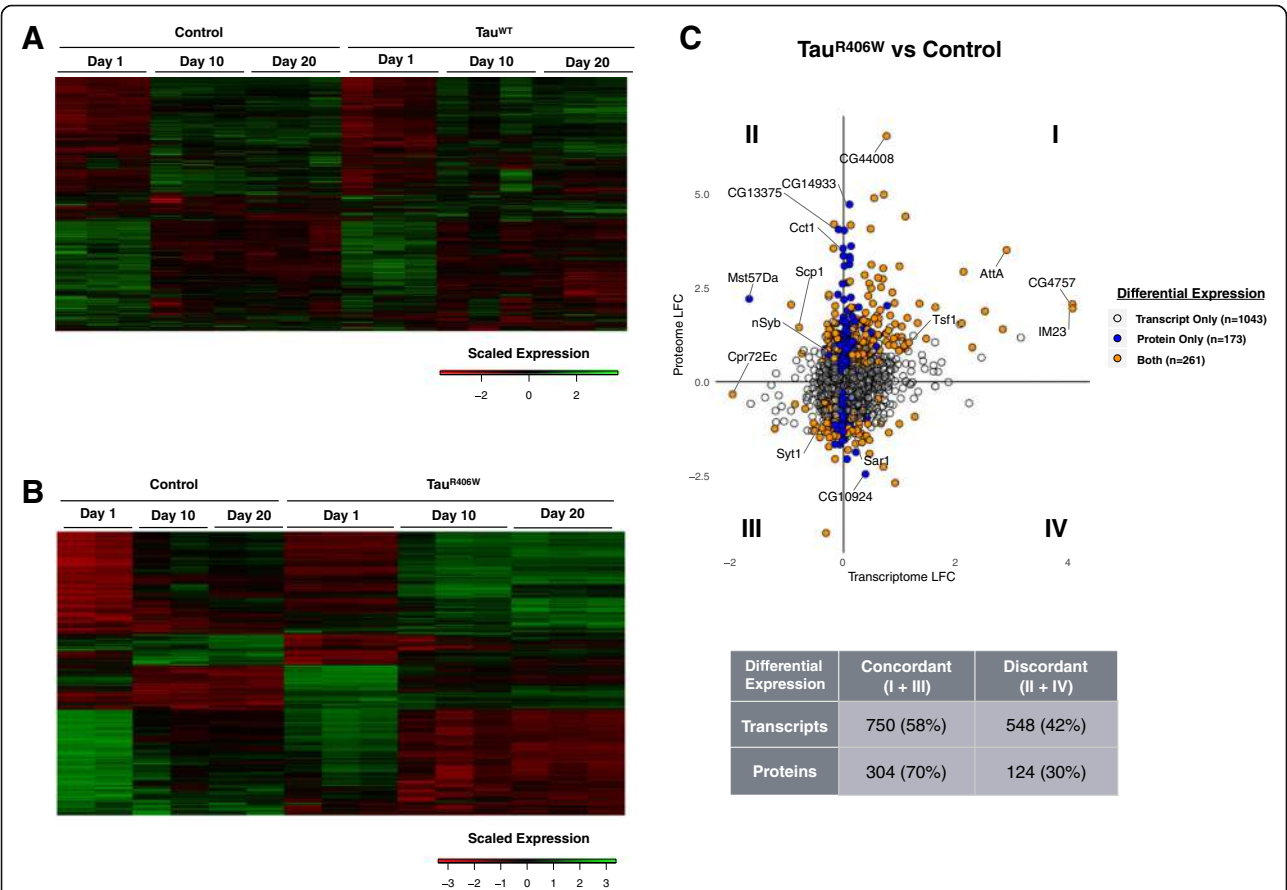 A
Control
Tau^WT
Day 1
Day 10
Day 20
Day 1
Day 10
Day 20
Scaled Expression
−2
0
2
B
Control
Tau^R406W
Day 1
Day 10
Day 20
Day 1
Day 10
Day 20
Scaled Expression
−3
−2
−1
0
1
2
3
C
Tau^R406W vs Control
II
I
III
IV
CG44008
CG14933
CG13375
Cct1
Mst57Da
Scp1
nSyb
Cpr72Ec
AttA
CG4757
IM23
Tsf1
Syt1
Sar1
CG10924
5.0
2.5
0.0
−2.5
Proteome LFC
−2
0
2
4
Transcriptome LFC
Differential Expression
Transcript Only (n=1043)
Protein Only (n=173)
Both (n=261)
Differential Expression
Concordant (I + III)
Discordant (II + IV)
Transcripts
750 (58%)
548 (42%)
Proteins
304 (70%)
124 (30%)